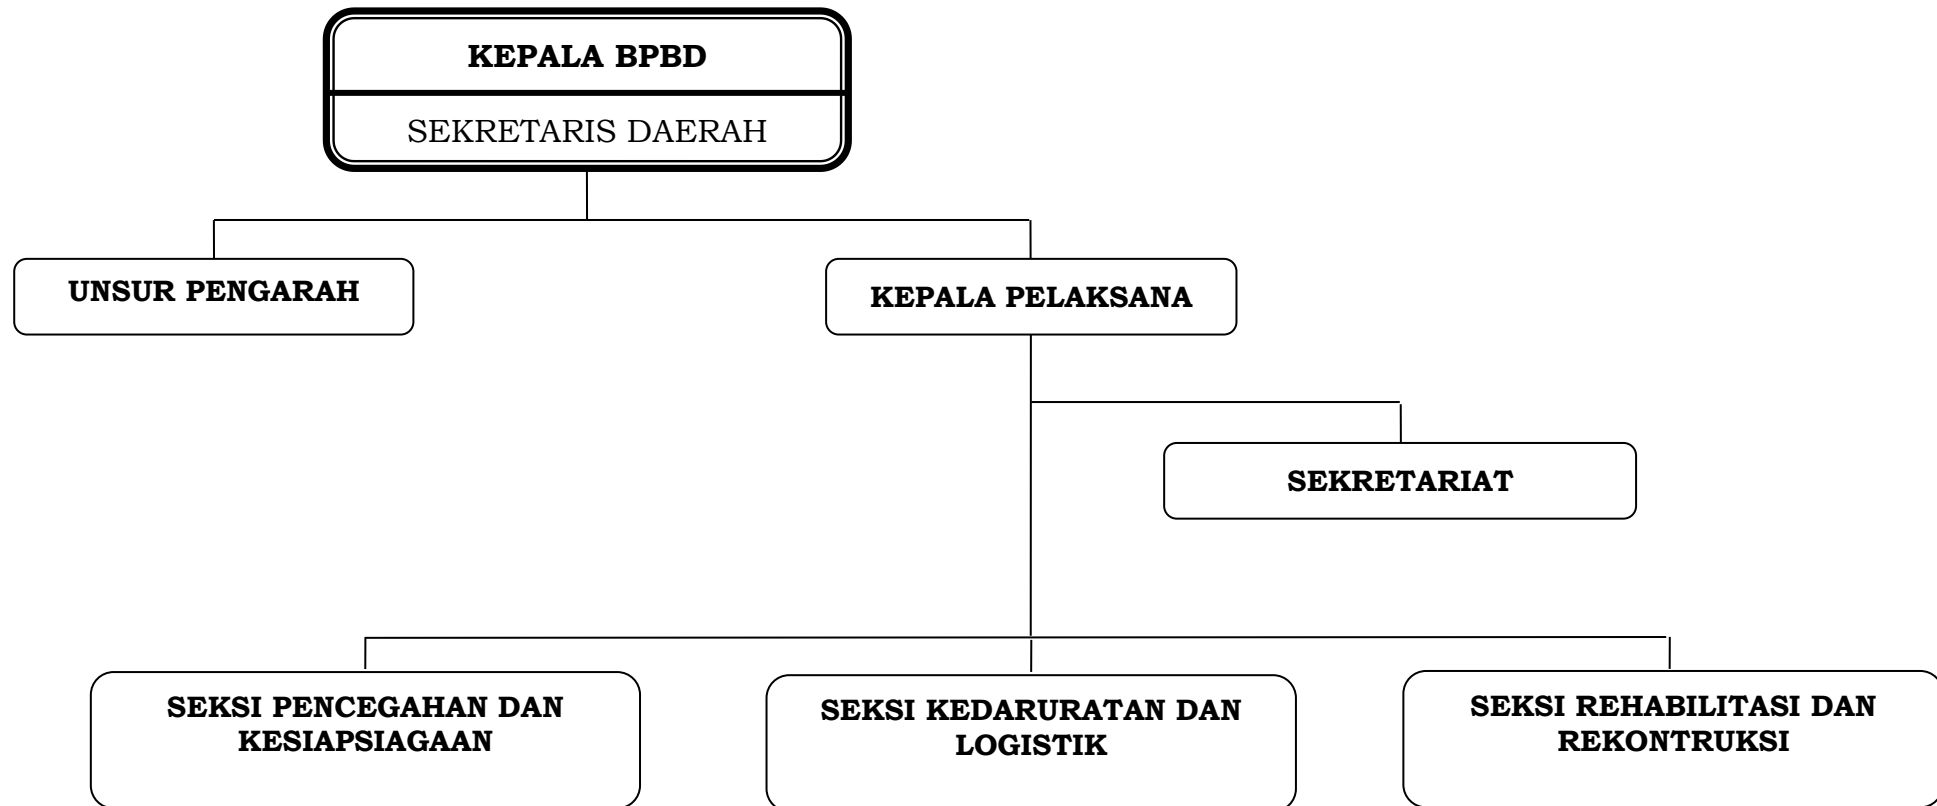 KEPALA BPBD
SEKRETARIS DAERAH
UNSUR PENGARAH
KEPALA PELAKSANA
SEKRETARIAT
SEKSI PENCEGAHAN DAN
KESIAPSIAGAAN
SEKSI KEDARURATAN DAN
LOGISTIK
SEKSI REHABILITASI DAN
REKONTRUKSI